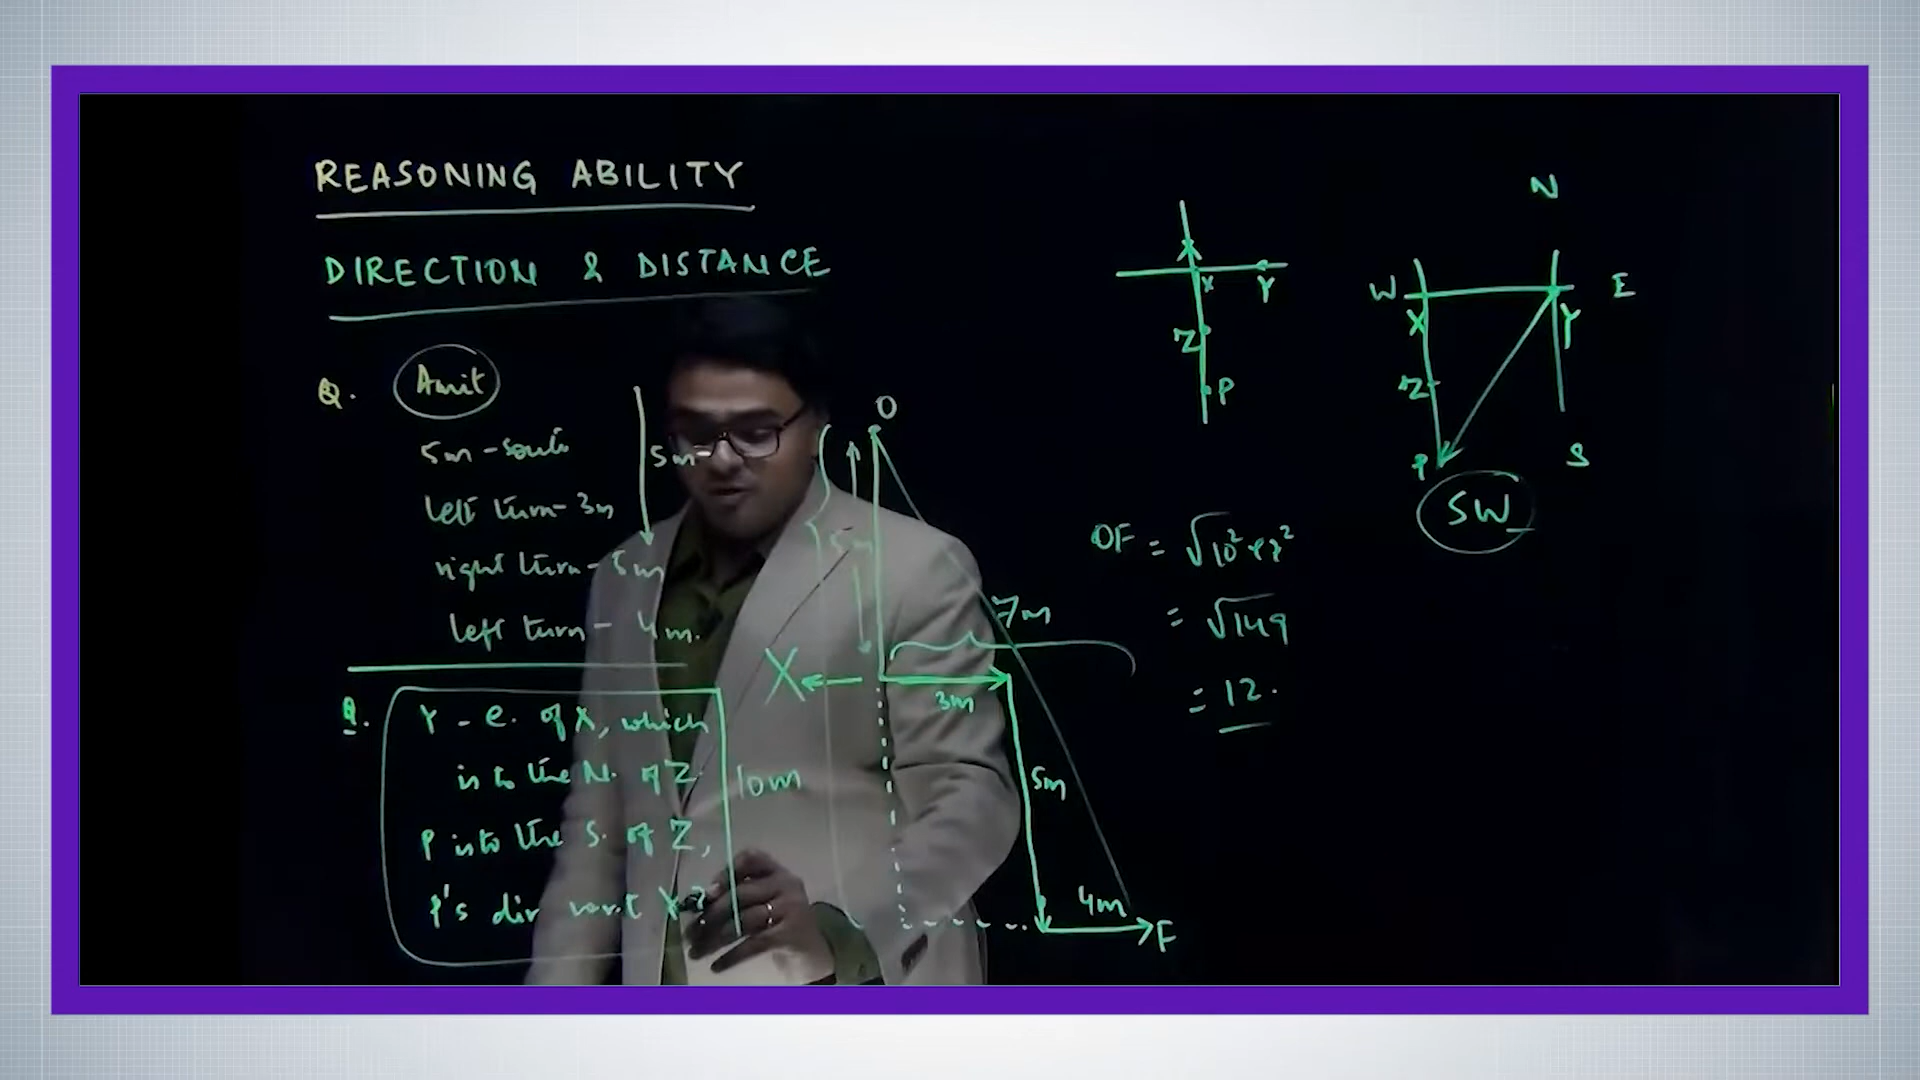 REASONING ABILITY
DIRECTION & DISTANCE
Q. Amit
5m - south
left turn - 3m
right turn - 5m
left turn - 4m.
Q. Y - e. of X, which
is to the N. of Z
P is to the S. of Z,
P's dir w.r.t Y?
5m
O
5m
7m
X
3m
10m
5m
4m
F
X
Y
Z
P
N
W
E
X
Y
Z
P
S
SW
OF = √10²+7²
= √149
= 12.